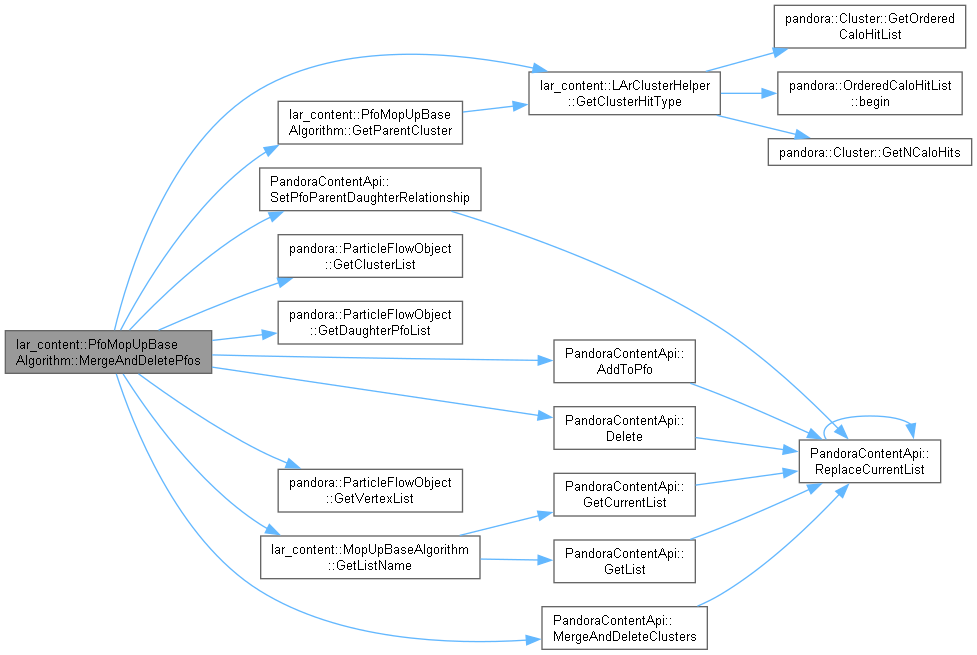 lar_content::PfoMopUpBase
Algorithm::MergeAndDeletePfos
lar_content::LArClusterHelper
::GetClusterHitType
pandora::Cluster::GetOrdered
CaloHitList
pandora::OrderedCaloHitList
::begin
pandora::Cluster::GetNCaloHits
lar_content::PfoMopUpBase
Algorithm::GetParentCluster
PandoraContentApi::
SetPfoParentDaughterRelationship
pandora::ParticleFlowObject
::GetClusterList
pandora::ParticleFlowObject
::GetDaughterPfoList
PandoraContentApi::
AddToPfo
PandoraContentApi::
Delete
PandoraContentApi::
ReplaceCurrentList
pandora::ParticleFlowObject
::GetVertexList
PandoraContentApi::
GetCurrentList
lar_content::MopUpBaseAlgorithm
::GetListName
PandoraContentApi::
GetList
PandoraContentApi::
MergeAndDeleteClusters